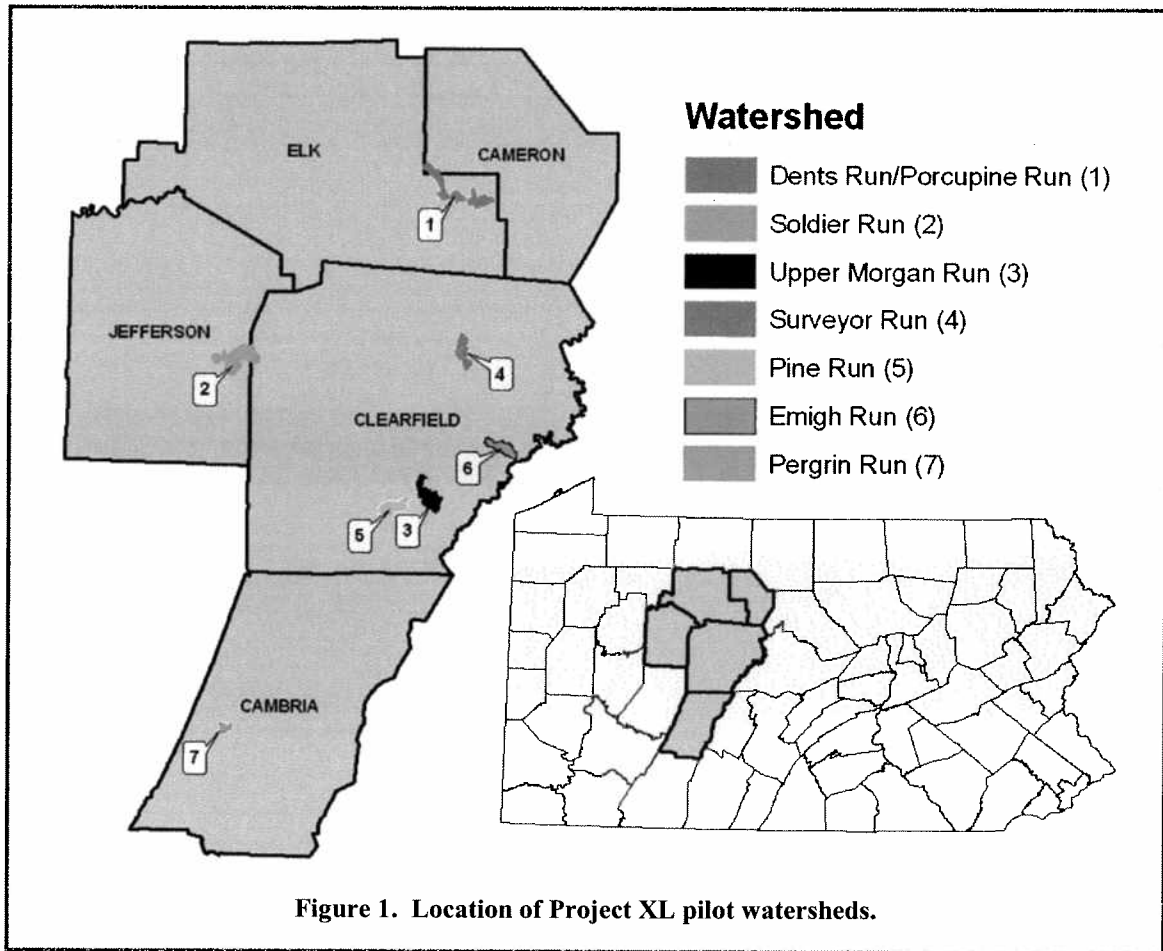 ELK
CAMERON
1
JEFFERSON
2
4
CLEARFIELD
6
5
3
CAMBRIA
7
Watershed
Dents Run/Porcupine Run (1)
Soldier Run (2)
Upper Morgan Run (3)
Surveyor Run (4)
Pine Run (5)
Emigh Run (6)
Pergrin Run (7)
Figure 1. Location of Project XL pilot watersheds.